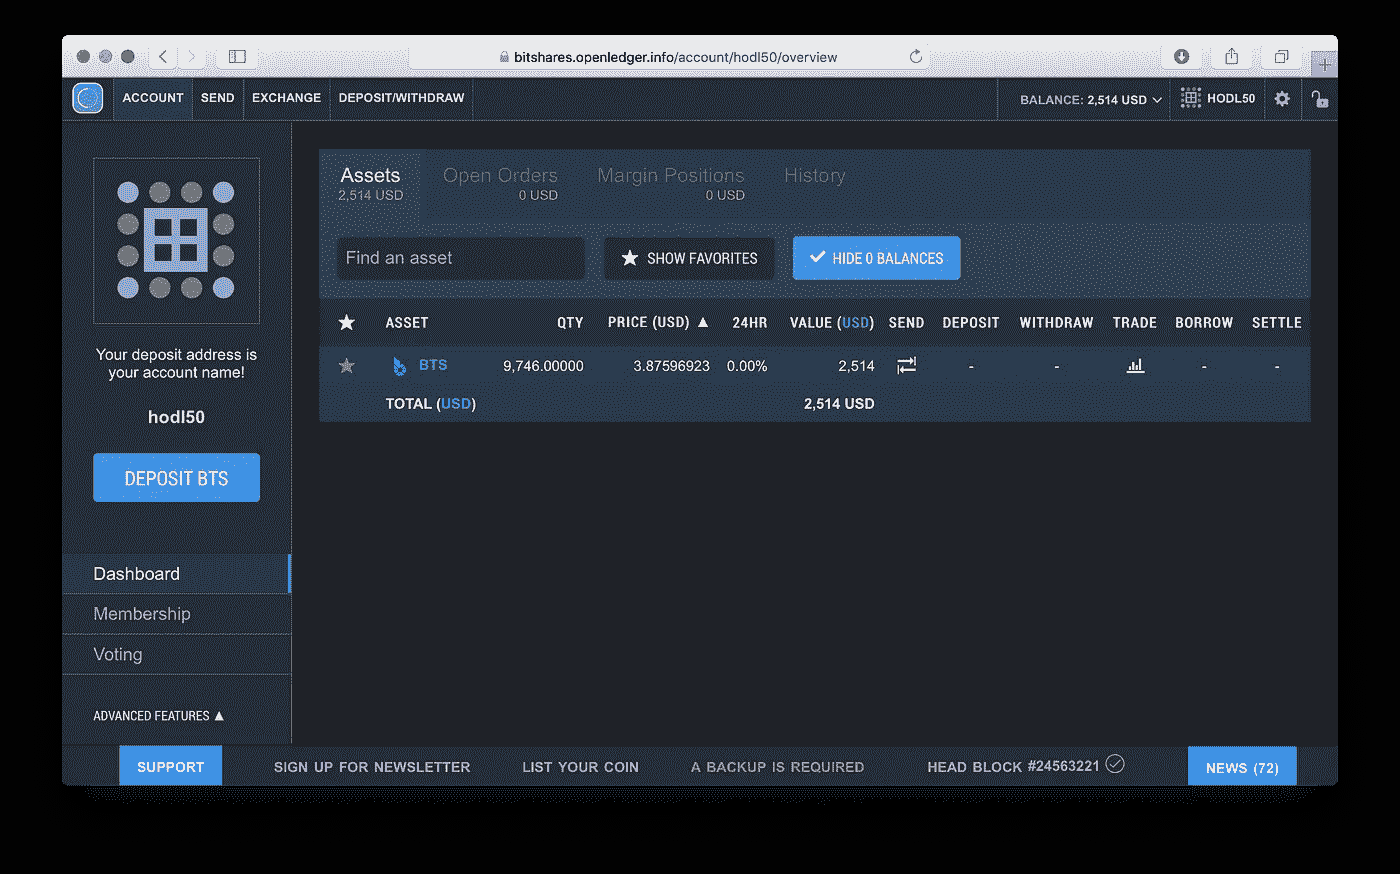 bitshares.openledger.info/account/hodl50/overview
ACCOUNT SEND EXCHANGE DEPOSIT/WITHDRAW BALANCE: 2,514 USD HODL50
Your deposit address is
your account name!
hodl50
DEPOSIT BTS
Dashboard
Membership
Voting
ADVANCED FEATURES ▲
Assets Open Orders Margin Positions History
2,514 USD 0 USD 0 USD
Find an asset SHOW FAVORITES HIDE 0 BALANCES
ASSET QTY PRICE (USD) ▲ 24HR VALUE (USD) SEND DEPOSIT WITHDRAW TRADE BORROW SETTLE
BTS 9,746.00000 3.87596923 0.00% 2,514 - - - -
TOTAL (USD) 2,514 USD
SUPPORT SIGN UP FOR NEWSLETTER LIST YOUR COIN A BACKUP IS REQUIRED HEAD BLOCK #24563221 NEWS (72)